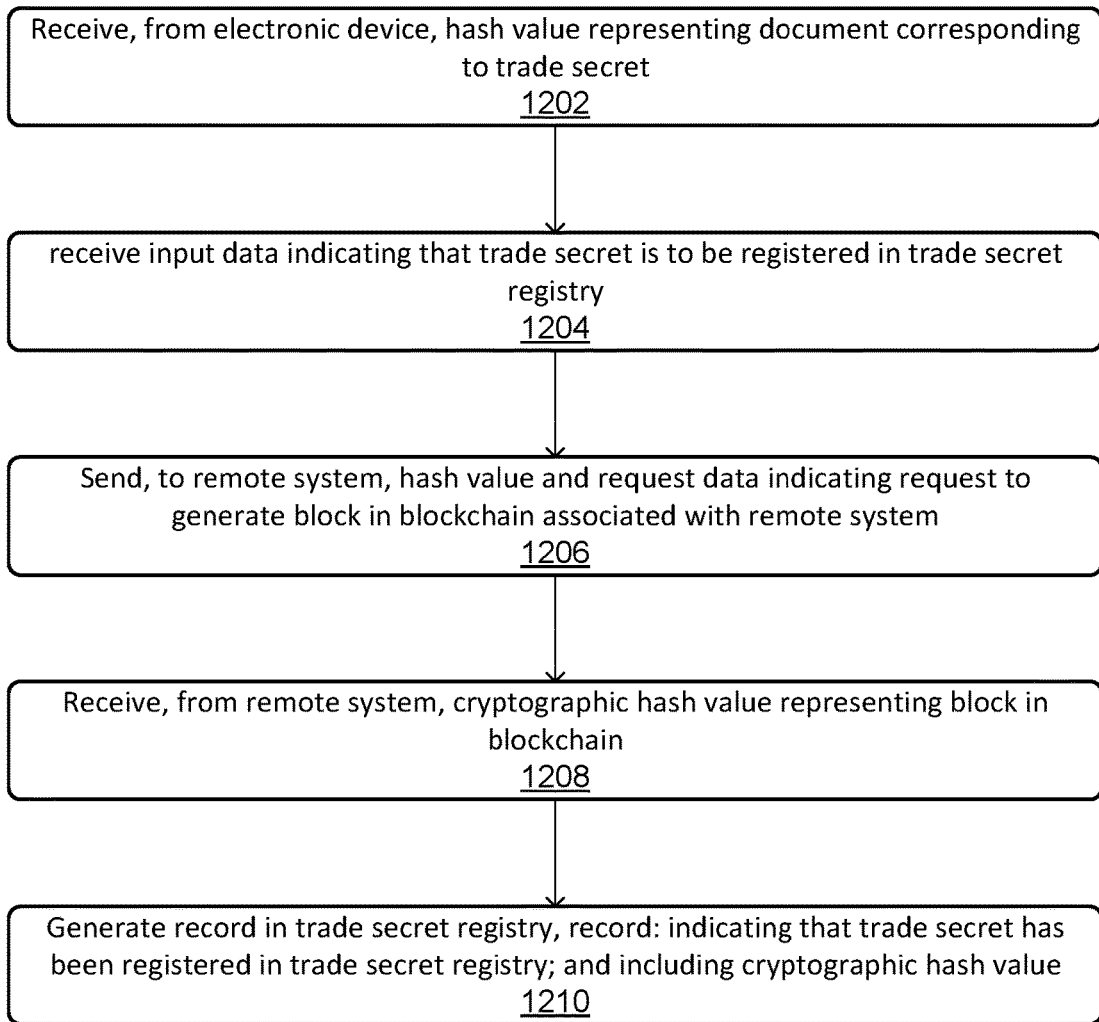 Receive, from electronic device, hash value representing document corresponding
to trade secret
1202
receive input data indicating that trade secret is to be registered in trade secret
registry
1204
Send, to remote system, hash value and request data indicating request to
generate block in blockchain associated with remote system
1206
Receive, from remote system, cryptographic hash value representing block in
blockchain
1208
Generate record in trade secret registry, record: indicating that trade secret has
been registered in trade secret registry; and including cryptographic hash value
1210